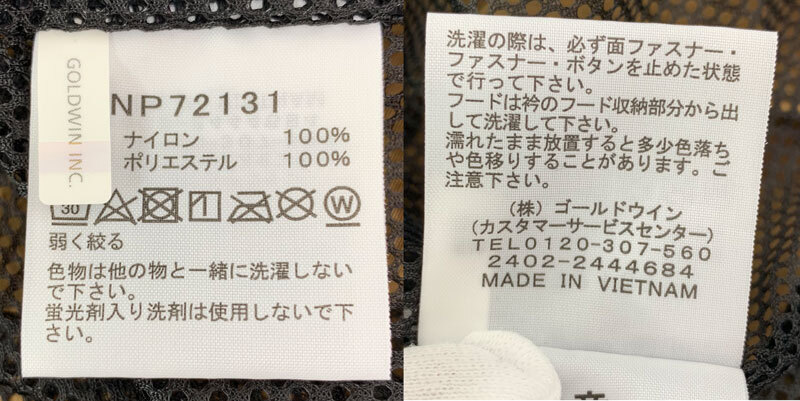 GOLDWIN INC.
NP72131
ナイロン 100%
ポリエステル 100%
30
W
弱く絞る
色物は他の物と一緒に洗濯しない
で下さい。
蛍光剤入り洗剤は使用しないで下
さい。
洗濯の際は、必ず面ファスナー・
ファスナー・ボタンを止めた状態
で行って下さい。
フードは衿のフード収納部分から出
して洗濯して下さい。
濡れたまま放置すると多少色落ち
や色移りすることがあります。ご
注意下さい。
(株) ゴールドウイン
(カスタマーサービスセンター)
TEL0120-307-560
2402-2444684
MADE IN VIETNAM